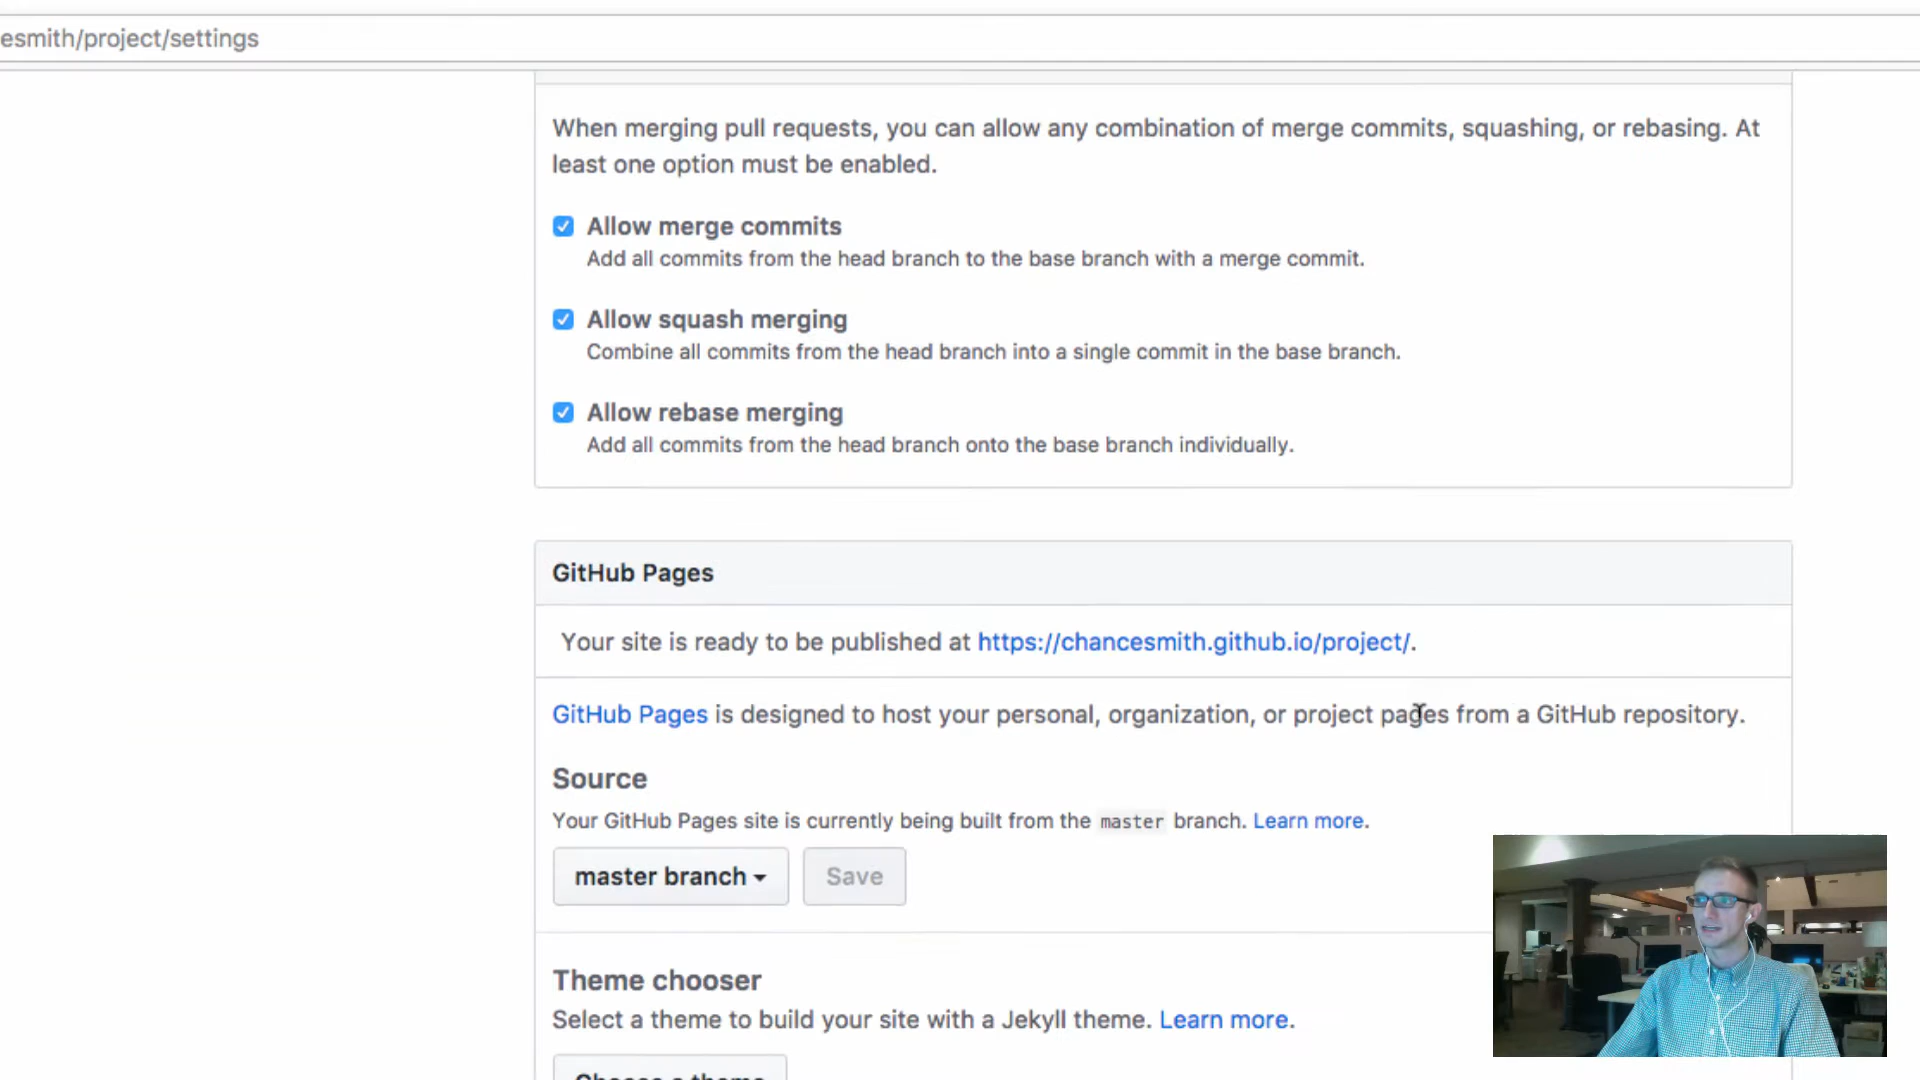 esmith/project/settings
When merging pull requests, you can allow any combination of merge commits, squashing, or rebasing. At
least one option must be enabled.
Allow merge commits
Add all commits from the head branch to the base branch with a merge commit.
Allow squash merging
Combine all commits from the head branch into a single commit in the base branch.
Allow rebase merging
Add all commits from the head branch onto the base branch individually.
GitHub Pages
Your site is ready to be published at https://chancesmith.github.io/project/.
GitHub Pages is designed to host your personal, organization, or project pages from a GitHub repository.
Source
Your GitHub Pages site is currently being built from the master branch. Learn more.
master branch Save
Theme chooser
Select a theme to build your site with a Jekyll theme. Learn more.
Choose a theme